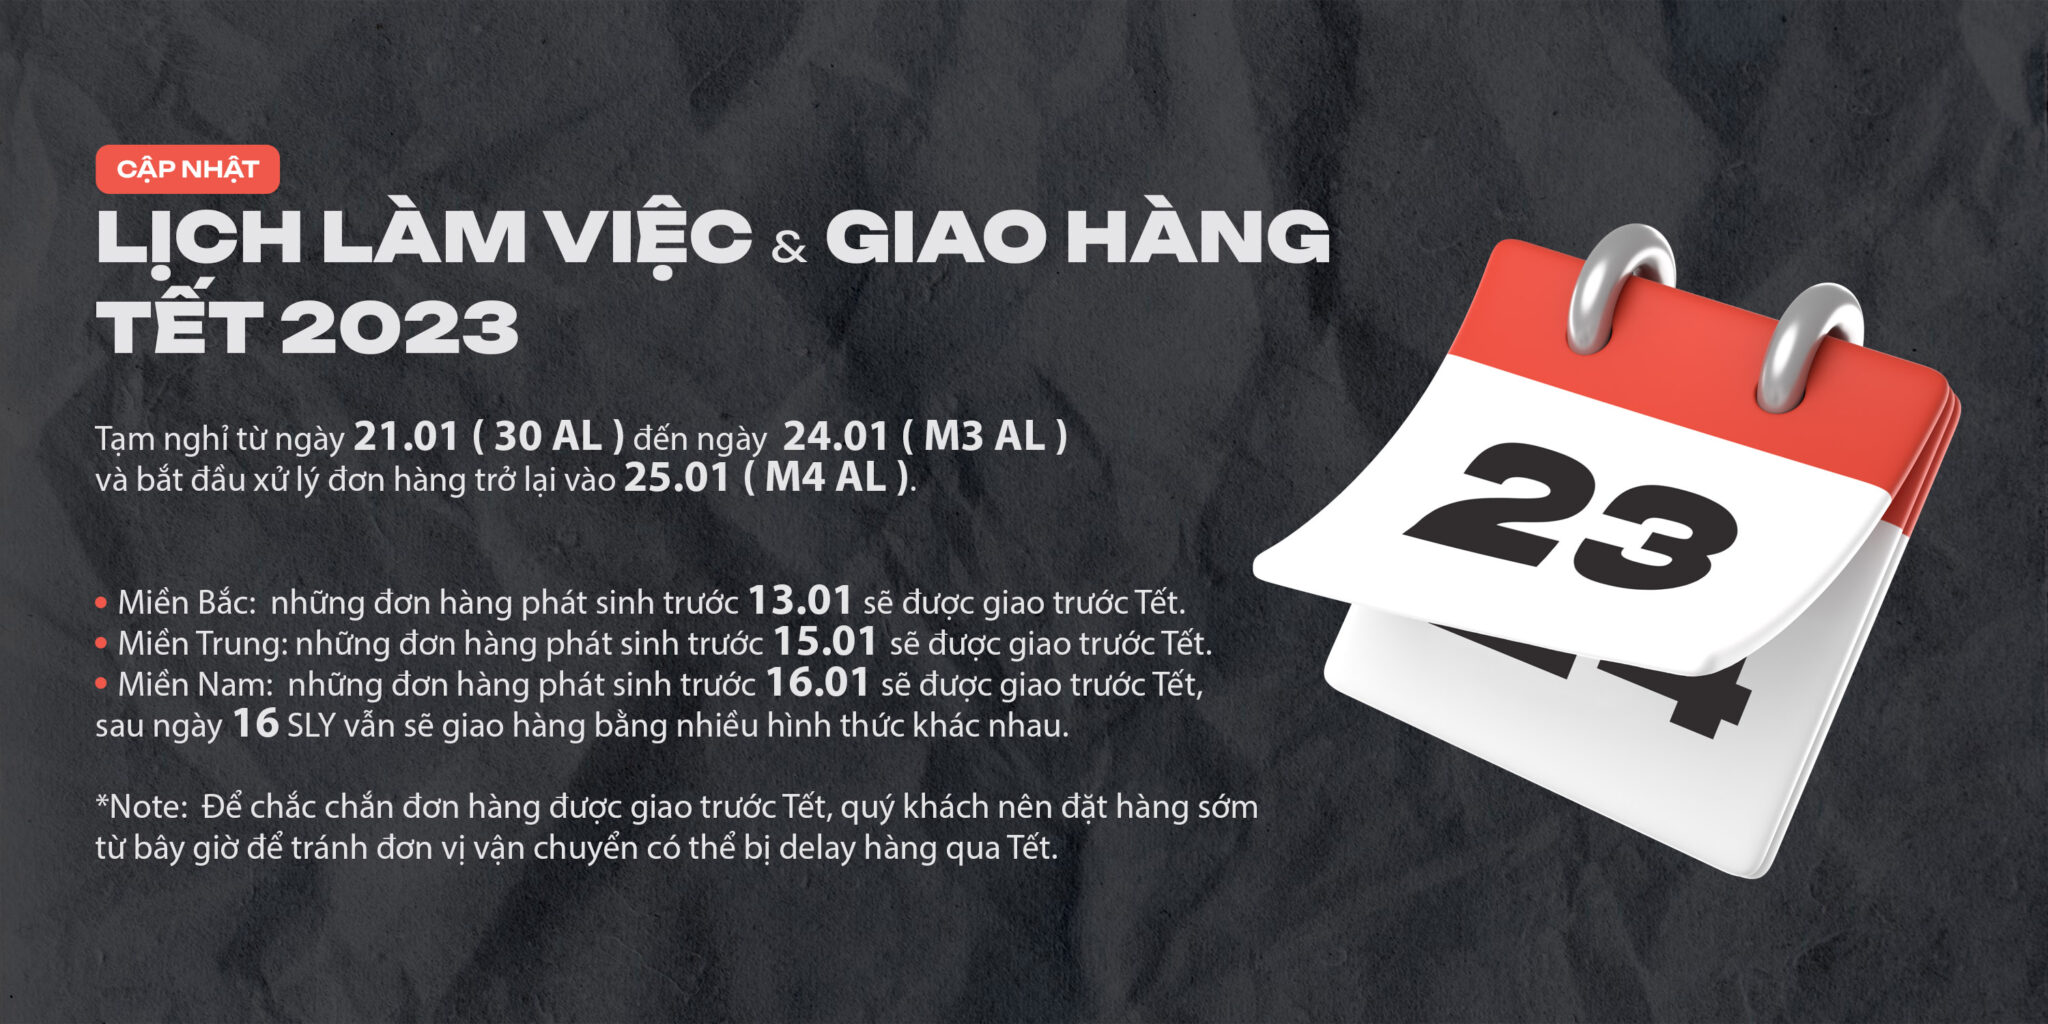 CẬP NHẬT
LỊCH LÀM VIỆC & GIAO HÀNG
TẾT 2023
Tạm nghỉ từ ngày 21.01 ( 30 AL ) đến ngày 24.01 ( M3 AL )
và bắt đầu xử lý đơn hàng trở lại vào 25.01 ( M4 AL ).
• Miền Bắc: những đơn hàng phát sinh trước 13.01 sẽ được giao trước Tết.
• Miền Trung: những đơn hàng phát sinh trước 15.01 sẽ được giao trước Tết.
• Miền Nam: những đơn hàng phát sinh trước 16.01 sẽ được giao trước Tết,
sau ngày 16 SLY vẫn sẽ giao hàng bằng nhiều hình thức khác nhau.
*Note: Để chắc chắn đơn hàng được giao trước Tết, quý khách nên đặt hàng sớm
từ bây giờ để tránh đơn vị vận chuyển có thể bị delay hàng qua Tết.
23